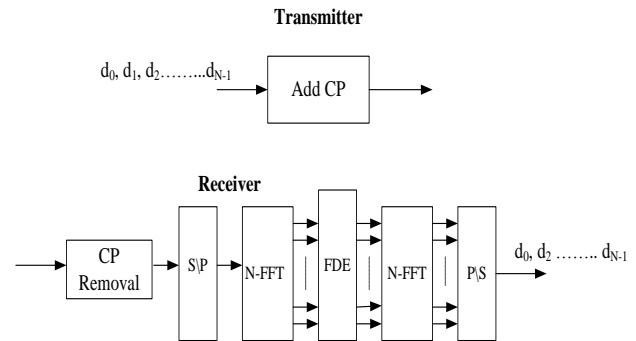 Transmitter
d0, d1, d2……...dN-1
Add CP
Receiver
CP
Removal
S\P
N-FFT
FDE
N-FFT
P\S
d0, d2 …….. dN-1